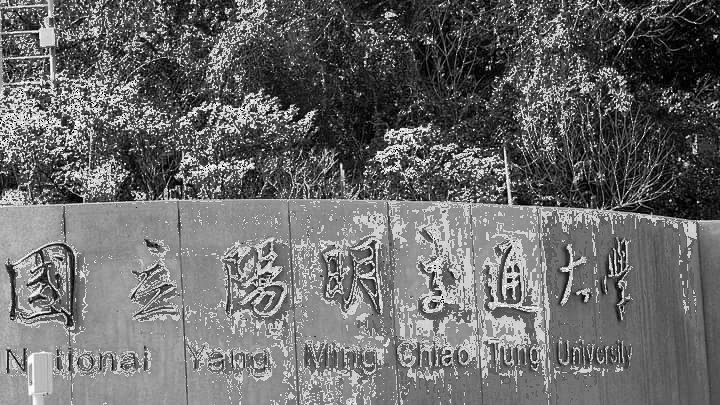 國立陽明交通大學
National Yang Ming Chiao Tung University